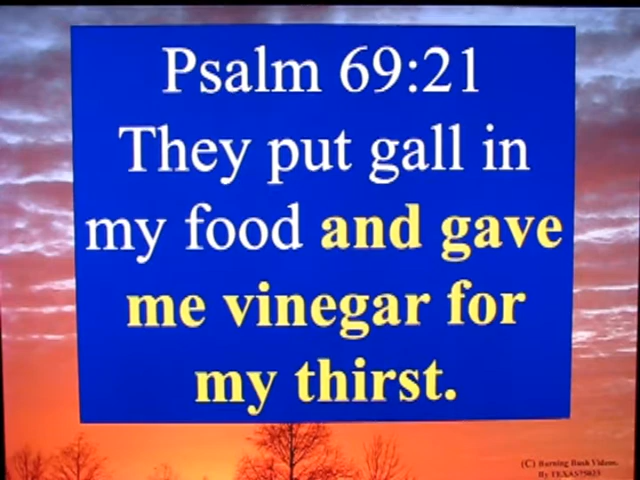 Psalm 69:21
They put gall in
my food and gave
me vinegar for
my thirst.
(C) Burning Bush Videos.
By TEXAS75025